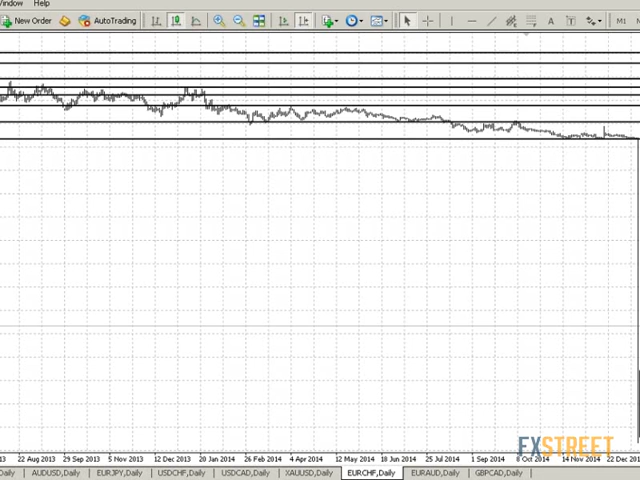 Window Help
New Order AutoTrading A T M1 M
22 Aug 2013 29 Sep 2013 5 Nov 2013 12 Dec 2013 20 Jan 2014 26 Feb 2014 4 Apr 2014 12 May 2014 18 Jun 2014 25 Jul 2014 1 Sep 2014 8 Oct 2014 14 Nov 2014 22 Dec 201
FXSTREET
Daily AUDUSD,Daily EURJPY,Daily USDCHF,Daily USDCAD,Daily XAUUSD,Daily EURCHF,Daily EURAUD,Daily GBPCAD,Daily